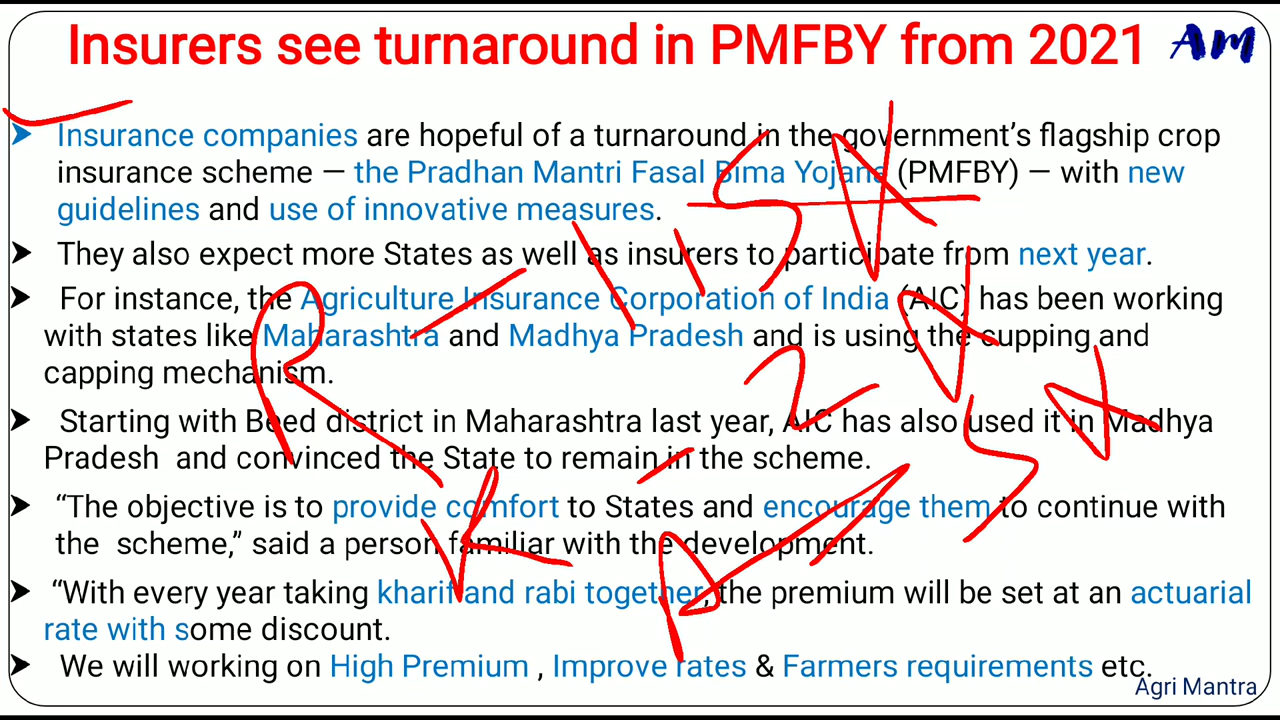 Insurers see turnaround in PMFBY from 2021 AM
➤ Insurance companies are hopeful of a turnaround in the government’s flagship crop
insurance scheme — the Pradhan Mantri Fasal Bima Yojana (PMFBY) — with new
guidelines and use of innovative measures.
➤ They also expect more States as well as insurers to participate from next year.
➤ For instance, the Agriculture Insurance Corporation of India (AIC) has been working
with states like Maharashtra and Madhya Pradesh and is using the cupping and
capping mechanism.
➤ Starting with Beed district in Maharashtra last year, AIC has also used it in Madhya
Pradesh and convinced the State to remain in the scheme.
➤ “The objective is to provide comfort to States and encourage them to continue with
the scheme,” said a person familiar with the development.
➤ “With every year taking kharif and rabi together, the premium will be set at an actuarial
rate with some discount.
➤ We will working on High Premium , Improve rates & Farmers requirements etc.
Agri Mantra